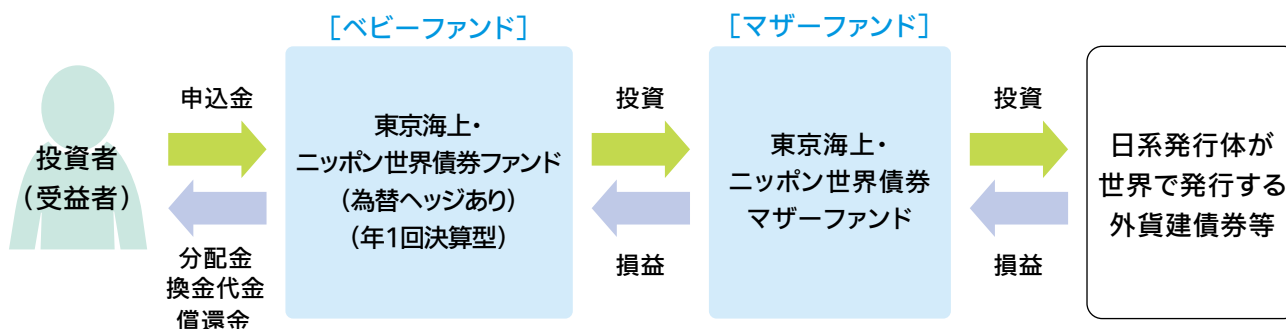 [ベビーファンド]
[マザーファンド]
投資者
(受益者)
申込金
分配金
換金代金
償還金
東京海上・
ニッポン世界債券ファンド
(為替ヘッジあり)
(年1回決算型)
投資
損益
東京海上・
ニッポン世界債券
マザーファンド
投資
損益
日系発行体が
世界で発行する
外貨建債券等